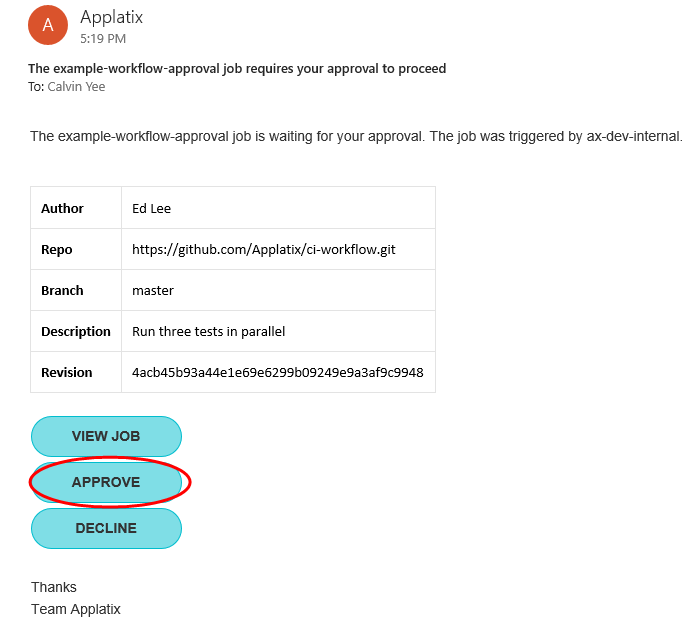 A
Applatix
5:19 PM
The example-workflow-approval job requires your approval to proceed
To: Calvin Yee
The example-workflow-approval job is waiting for your approval. The job was triggered by ax-dev-internal.
Author Ed Lee
Repo https://github.com/Applatix/ci-workflow.git
Branch master
Description Run three tests in parallel
Revision 4acb45b93a44e1e69e6299b09249e9a3af9c9948
VIEW JOB
APPROVE
DECLINE
Thanks
Team Applatix